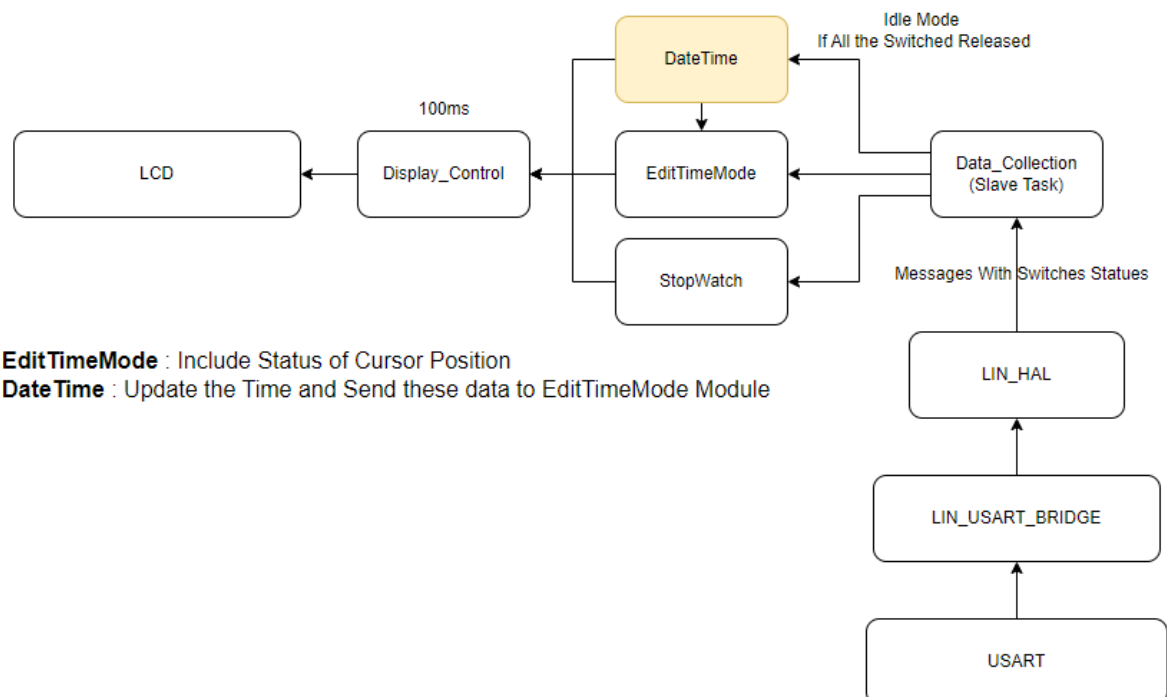 Idle Mode
If All the Switched Released
DateTime
100ms
LCD
Display_Control
EditTimeMode
Data_Collection
(Slave Task)
StopWatch
Messages With Switches Statues
EditTimeMode : Include Status of Cursor Position
DateTime : Update the Time and Send these data to EditTimeMode Module
LIN_HAL
LIN_USART_BRIDGE
USART